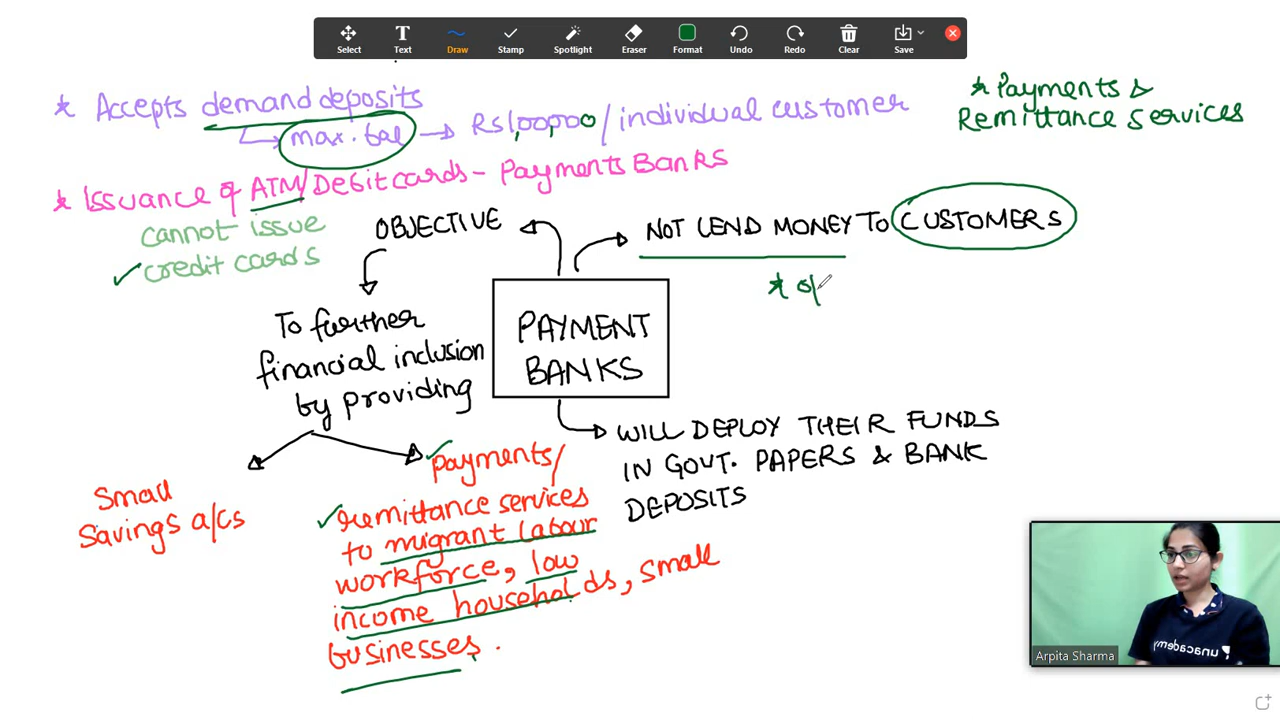 Select Text Draw Stamp Spotlight Eraser Format Undo Redo Clear Save
* Accepts demand deposits
max. bal → Rs1,00,000/individual customer
* Payments &
Remittance services
* Issuance of ATM/Debit cards - Payments Banks
cannot issue
credit cards
OBJECTIVE
NOT LEND MONEY TO CUSTOMERS
*
To further
financial inclusion
by providing
PAYMENT
BANKS
WILL DEPLOY THEIR FUNDS
IN GOVT. PAPERS & BANK
DEPOSITS
Small
Savings a/cs
payments/
remittance services
to migrant labour
workforce, low
income households, small
businesses.
unacademy
Arpita Sharma